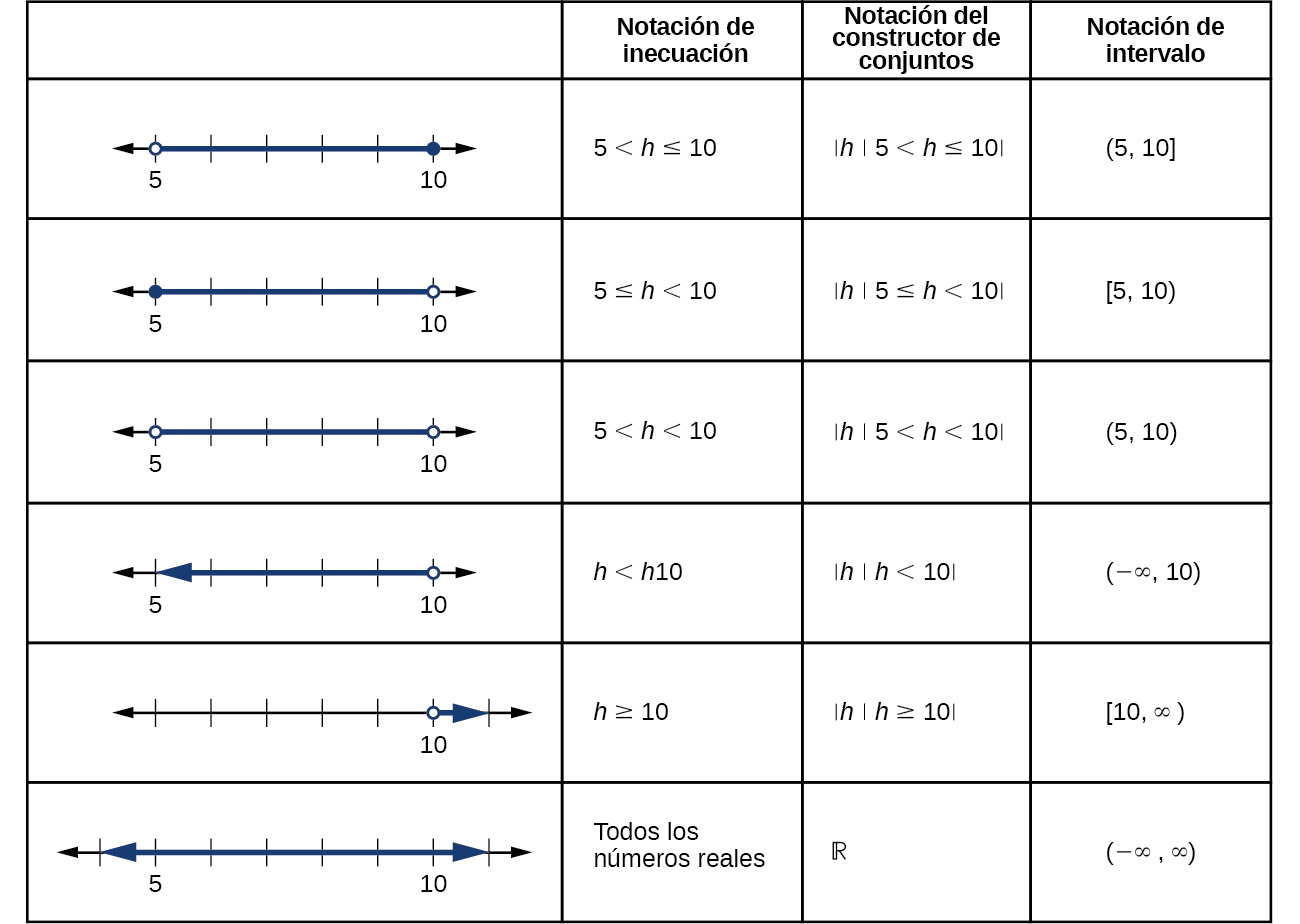 Notación de
inecuación
Notación del
constructor de
conjuntos
Notación de
intervalo
5 10
5 < h ≤ 10
|h | 5 < h ≤ 10|
(5, 10]
5 10
5 ≤ h < 10
|h | 5 ≤ h < 10|
[5, 10)
5 10
5 < h < 10
|h | 5 < h < 10|
(5, 10)
5 10
h < h10
|h | h < 10|
(−∞, 10)
10
h ≥ 10
|h | h ≥ 10|
[10, ∞ )
5 10
Todos los
números reales
ℝ
(−∞ , ∞)